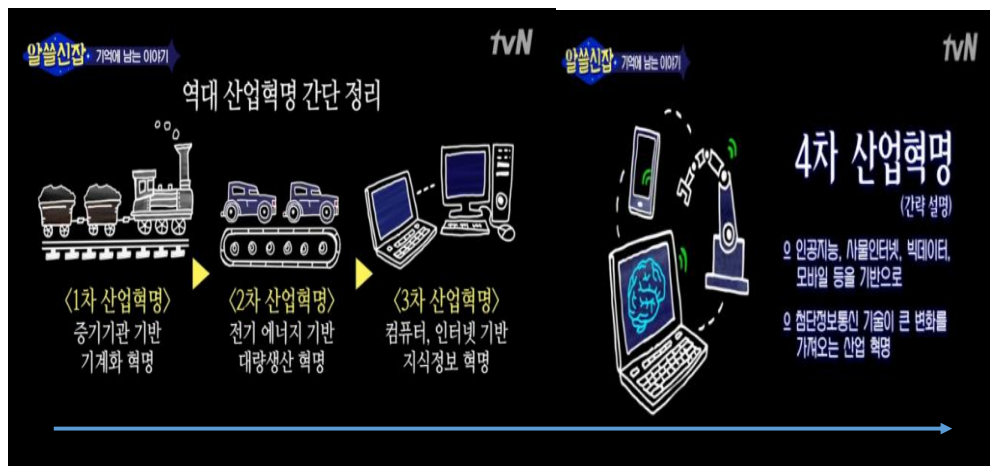 알쓸신잡· 기억에 남는 이야기
tvN
역대 산업혁명 간단 정리
〈1차 산업혁명〉
증기기관 기반
기계화 혁명
〈2차 산업혁명〉
전기 에너지 기반
대량생산 혁명
〈3차 산업혁명〉
컴퓨터, 인터넷 기반
지식정보 혁명
알쓸신잡· 기억에 남는 이야기
tvN
4차 산업혁명
(간략 설명)
으 인공지능, 사물인터넷, 빅데이터,
모바일 등을 기반으로
으 첨단정보통신 기술이 큰 변화를
가져오는 산업 혁명